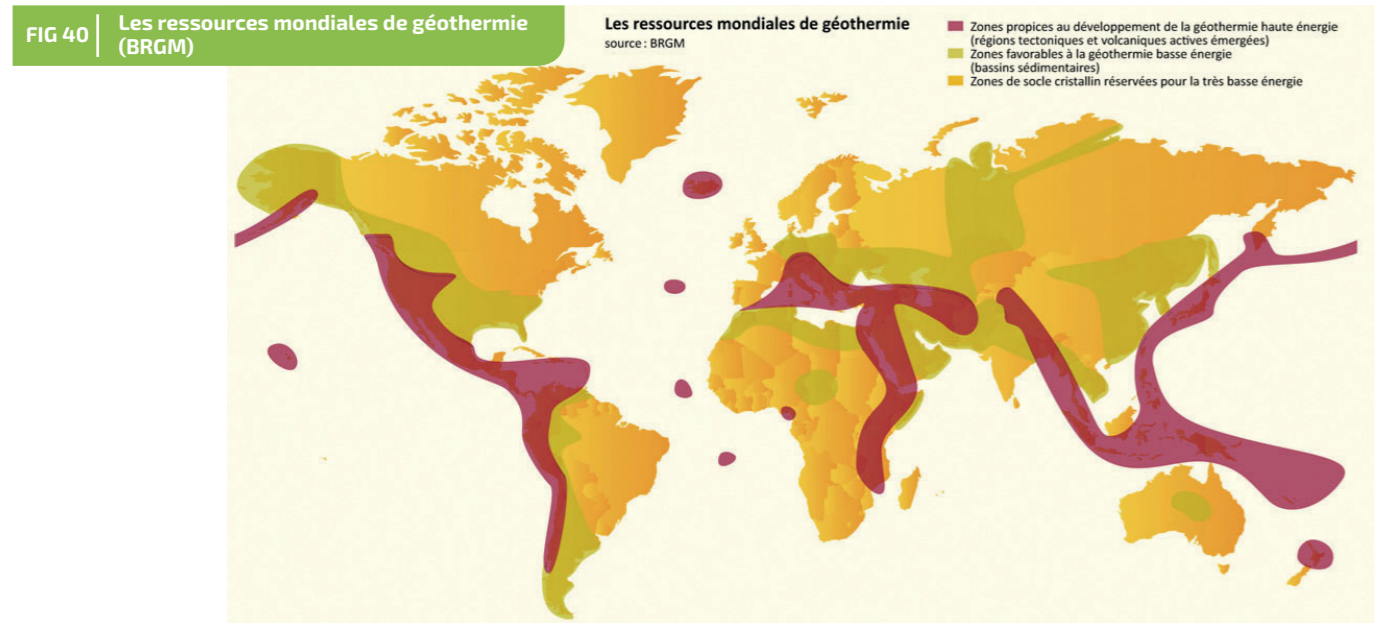 FIG 40
Les ressources mondiales de géothermie
(BRGM)
Les ressources mondiales de géothermie
source : BRGM
Zones propices au développement de la géothermie haute énergie
(régions tectoniques et volcaniques actives émergées)
Zones favorables à la géothermie basse énergie
(bassins sédimentaires)
Zones de socle cristallin réservées pour la très basse énergie